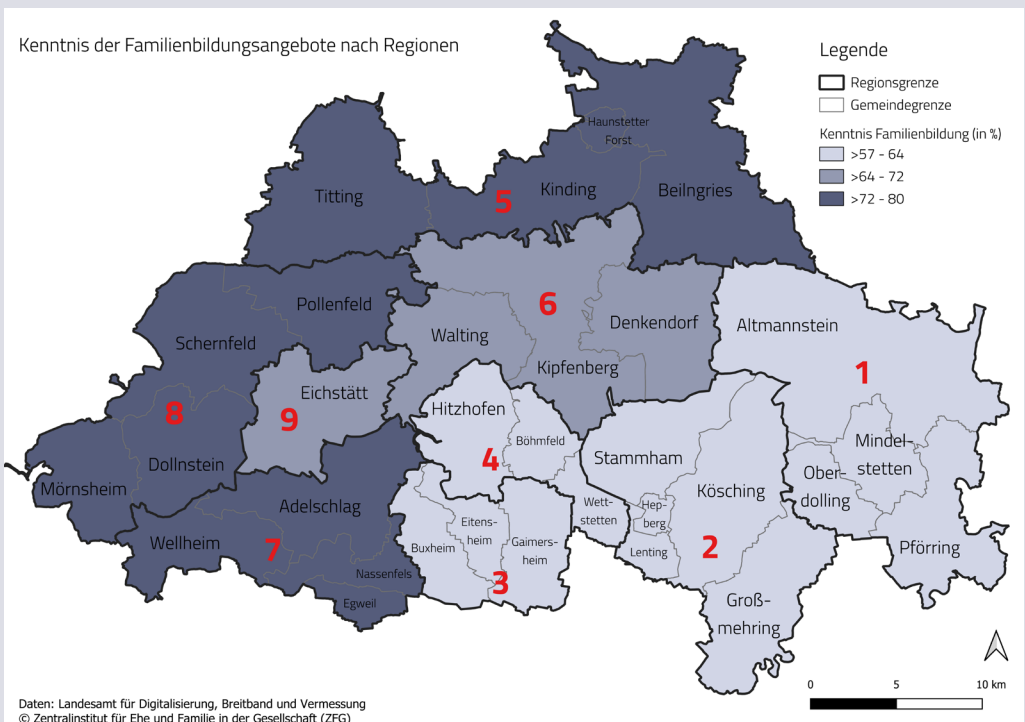 Kenntnis der Familienbildungsangebote nach Regionen
Legende
Regionsgrenze
Gemeindegrenze
Kenntnis Familienbildung (in %)
>57 - 64
>64 - 72
>72 - 80
Haunstetter
Forst
Titting
5
Kinding
Beilngries
Pollenfeld
6
Schernfeld
Walting
Denkendorf
Altmannstein
Kipfenberg
1
Eichstätt
9
8
Hitzhofen
Böhmfeld
4
Stammham
Mindel-
stetten
Dollnstein
Mörnsheim
Adelschlag
Wett-
stetten
Hep-
berg
Kösching
Ober-
dolling
Wellheim
7
Buxheim
Eitens-
heim
Gaimers-
heim
Lenting
2
Pförring
Nassenfels
3
Egweil
Groß-
mehring
0 5 10 km
Daten: Landesamt für Digitalisierung, Breitband und Vermessung
© Zentralinstitut für Ehe und Familie in der Gesellschaft (ZFG)